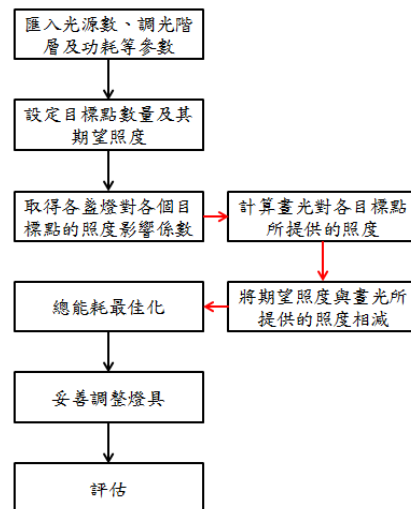 匯入光源數、調光階
層及功耗等參數
設定目標點數量及其
期望照度
取得各盞燈對各個目
標點的照度影響係數
計算晝光對各目標點
所提供的照度
將期望照度與晝光所
提供的照度相減
總能耗最佳化
妥善調整燈具
評估